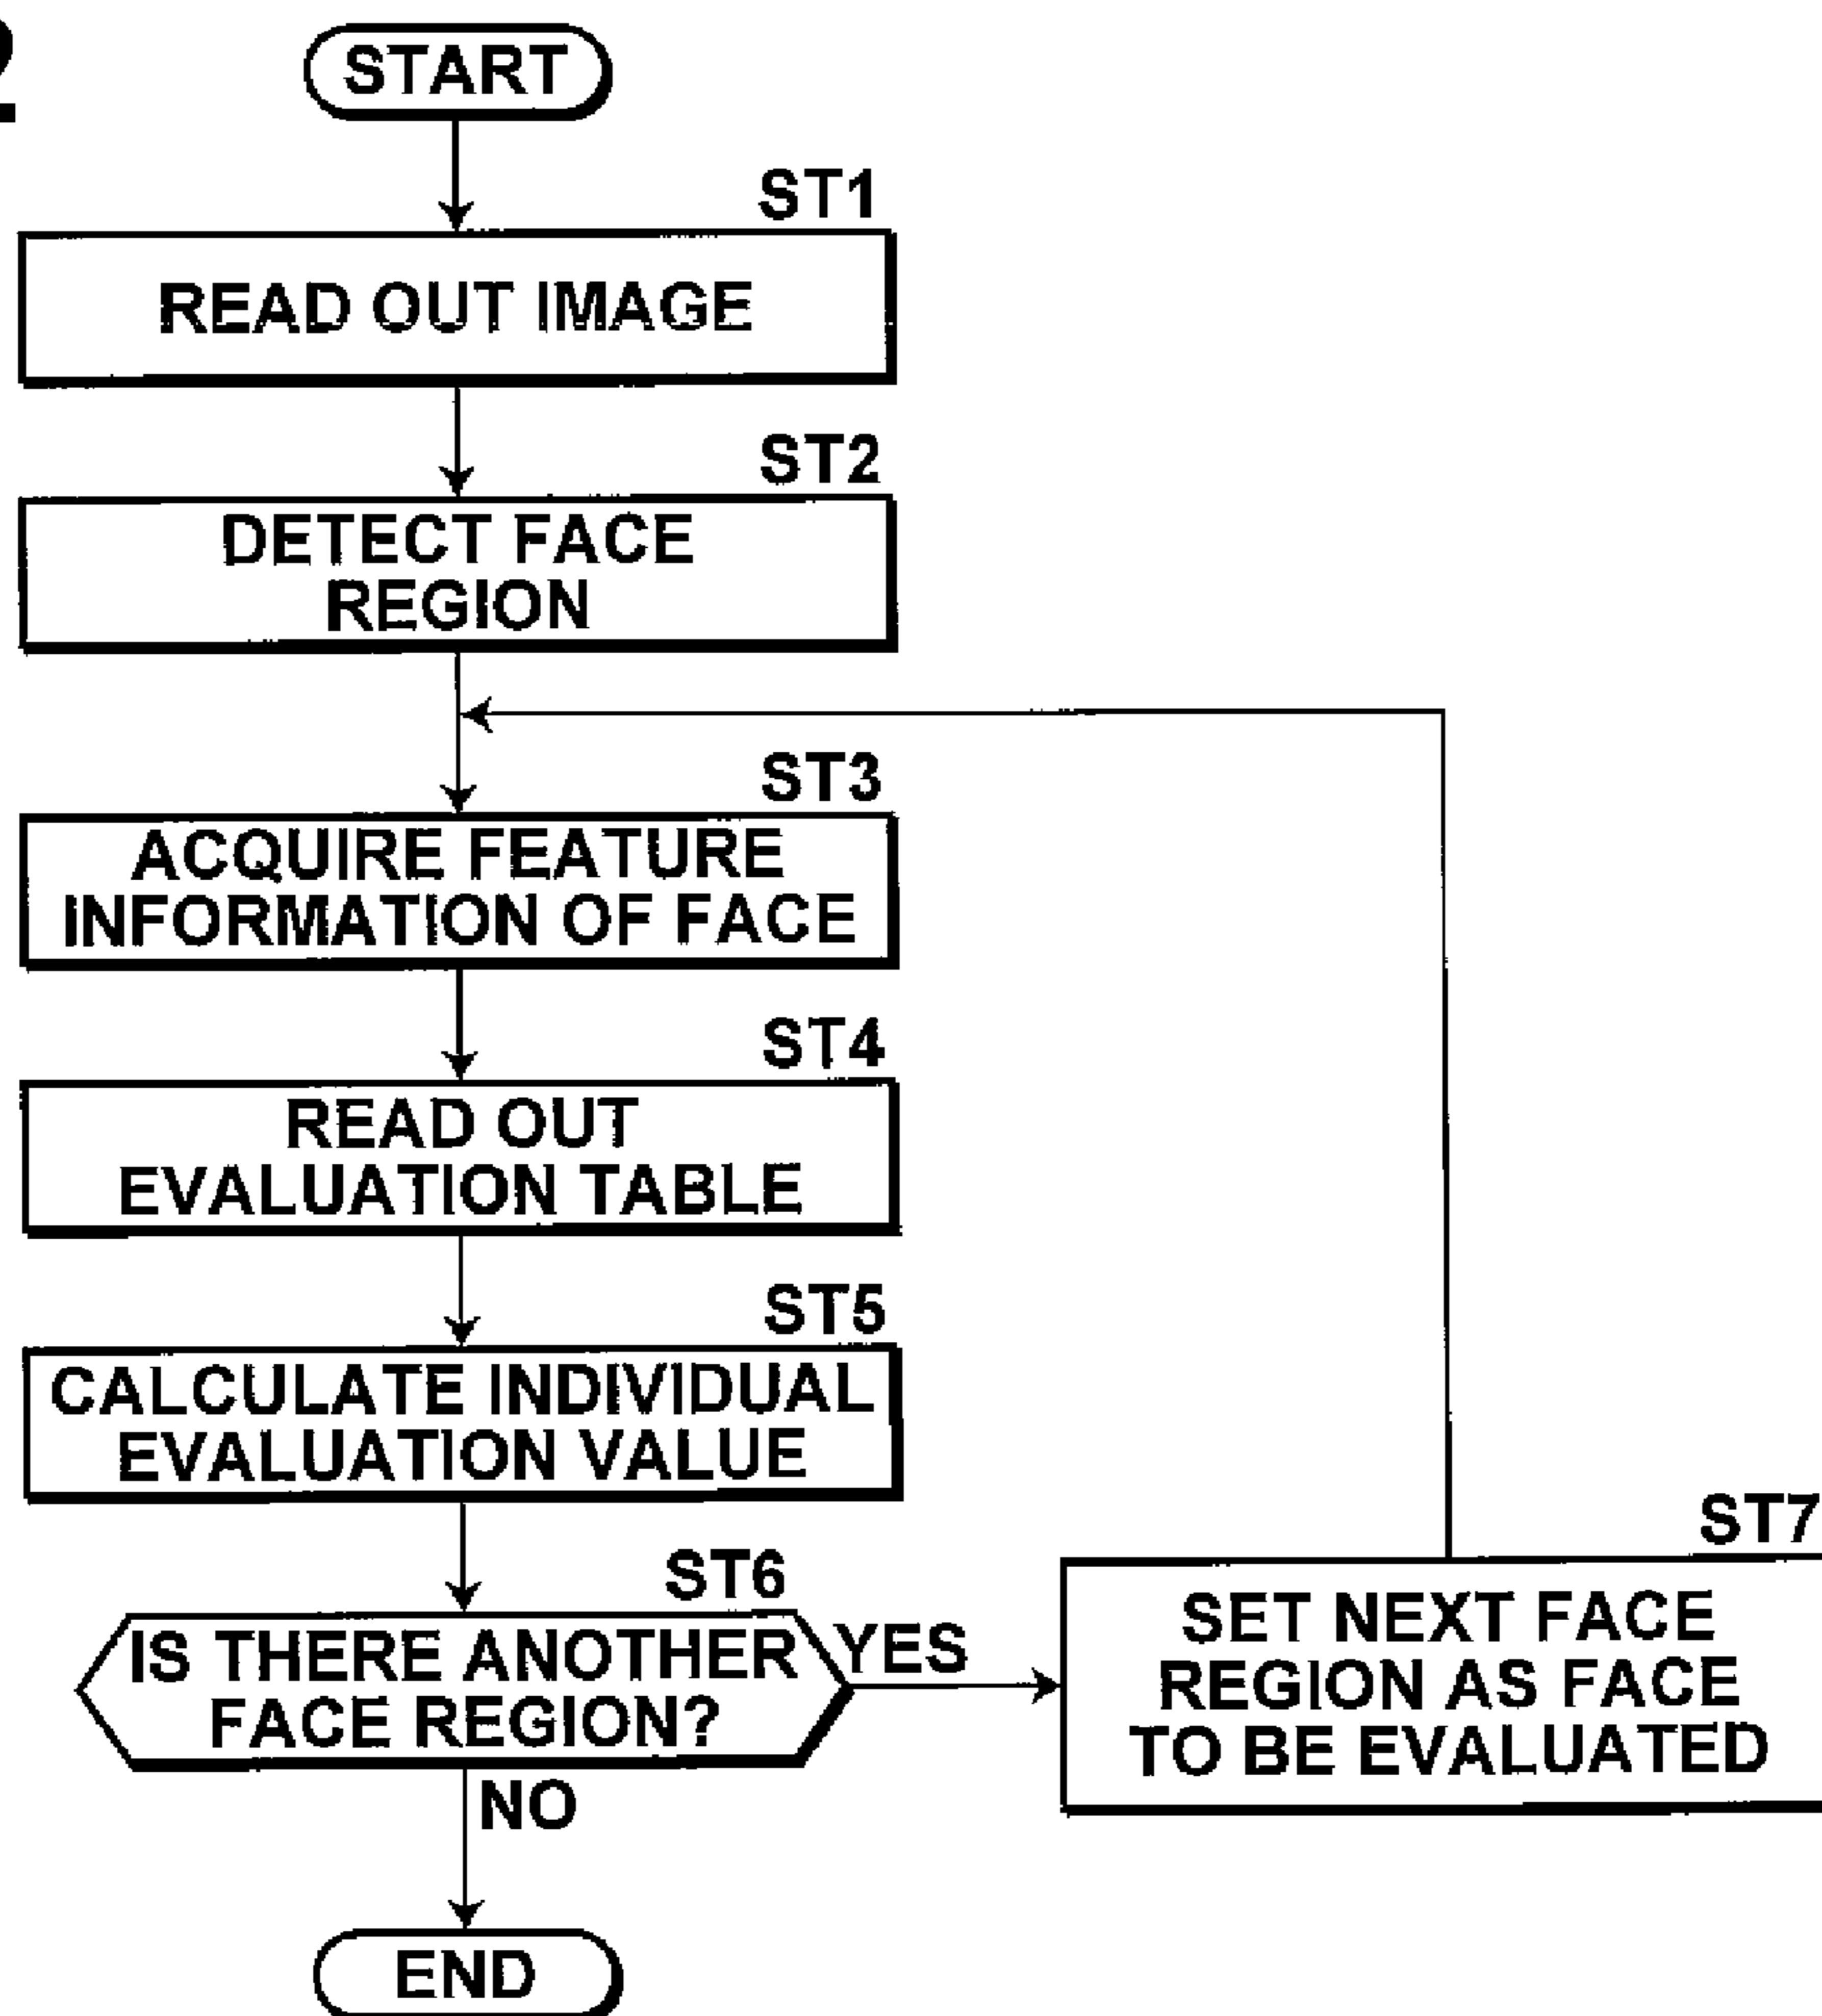 START
ST1
READ OUT IMAGE
ST2
DETECT FACE
REGION
ST3
ACQUIRE FEATURE
INFORMATION OF FACE
ST4
READ OUT
EVALUATION TABLE
ST5
CALCULATE INDIVIDUAL
EVALUATION VALUE
ST6
IS THERE ANOTHER
FACE REGION?
YES
ST7
SET NEXT FACE
REGION AS FACE
TO BE EVALUATED
NO
END